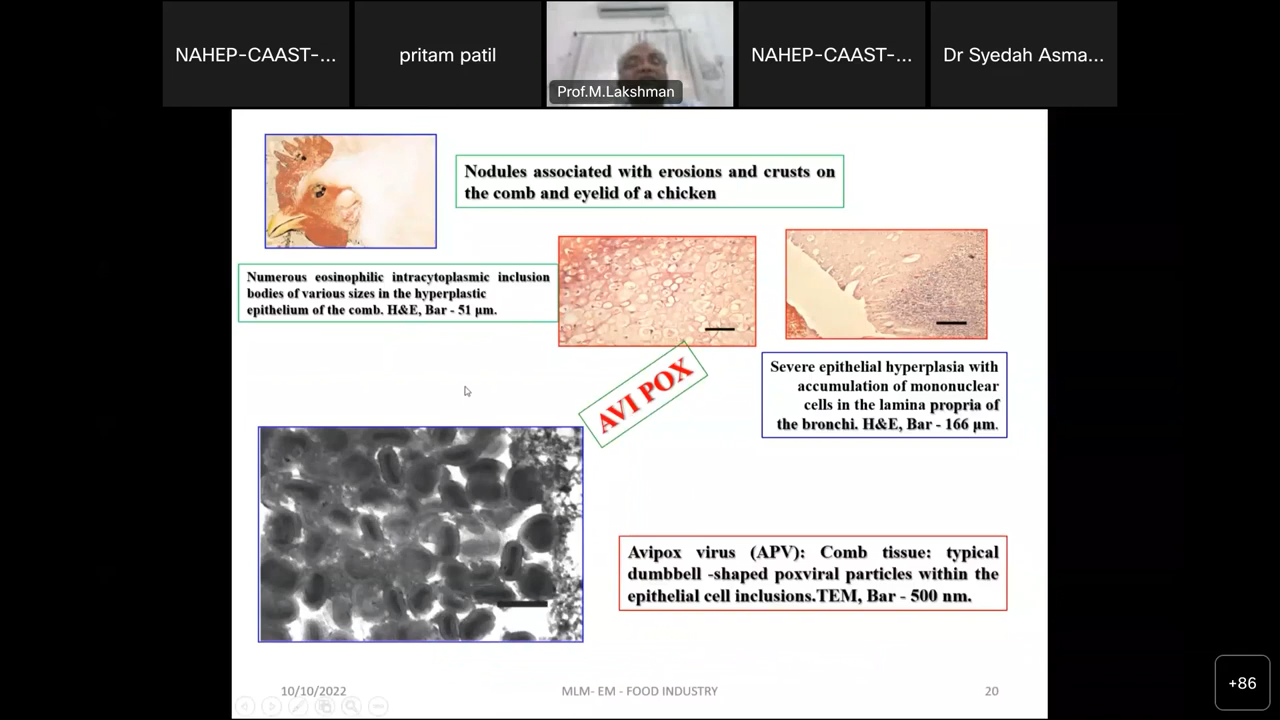 NAHEP-CAAST-...
pritam patil
Prof.M.Lakshman
NAHEP-CAAST-...
Dr Syedah Asma...
Nodules associated with erosions and crusts on
the comb and eyelid of a chicken
Numerous eosinophilic intracytoplasmic inclusion
bodies of various sizes in the hyperplastic
epithelium of the comb. H&E, Bar - 51 µm.
AVI POX
Severe epithelial hyperplasia with
accumulation of mononuclear
cells in the lamina propria of
the bronchi. H&E, Bar - 166 µm.
Avipox virus (APV): Comb tissue: typical
dumbbell -shaped poxviral particles within the
epithelial cell inclusions.TEM, Bar - 500 nm.
10/10/2022
MLM- EM - FOOD INDUSTRY
20
+86